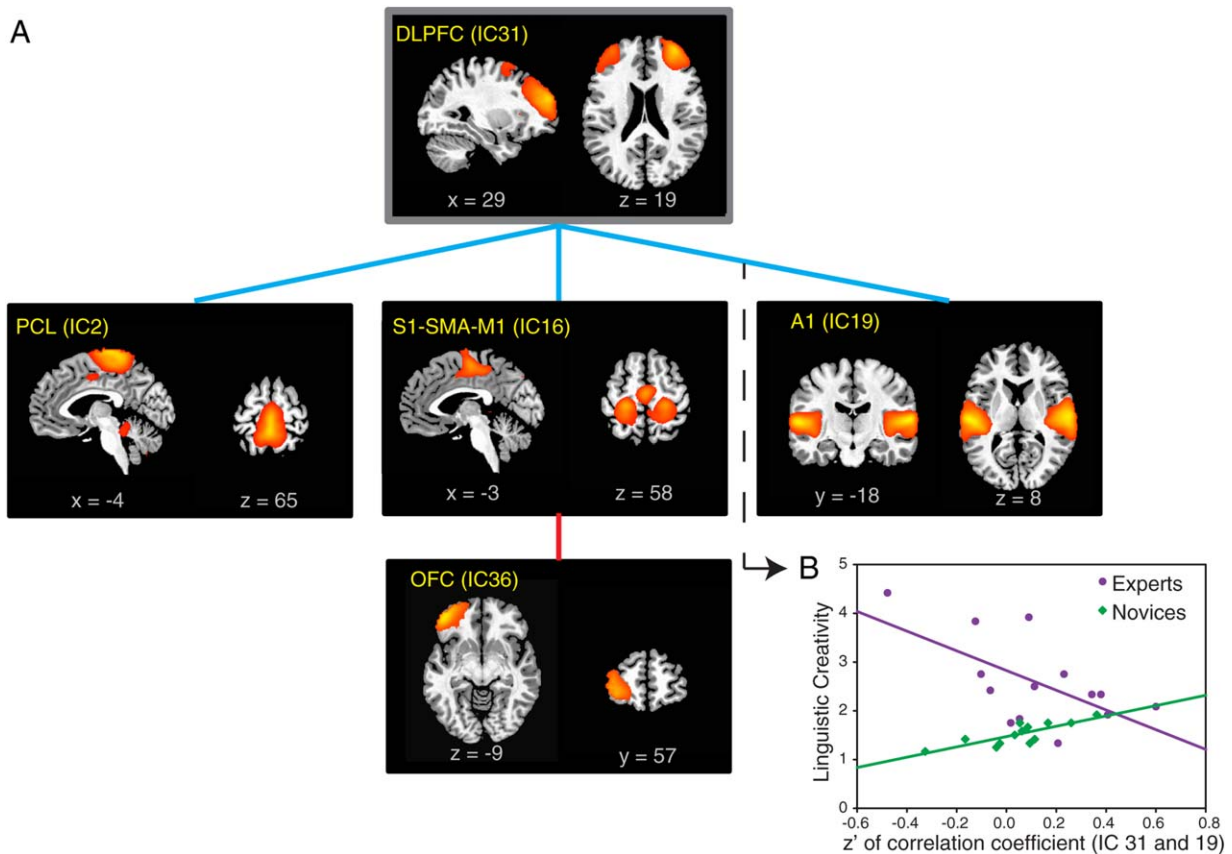 A
DLPFC (IC31)
x = 29
z = 19
PCL (IC2)
x = -4
z = 65
S1-SMA-M1 (IC16)
x = -3
z = 58
A1 (IC19)
y = -18
z = 8
OFC (IC36)
z = -9
y = 57
B
Linguistic Creativity
5
4
3
2
1
0
Experts
Novices
-0.6 -0.4 -0.2 0.0 0.2 0.4 0.6 0.8
z' of correlation coefficient (IC 31 and 19)